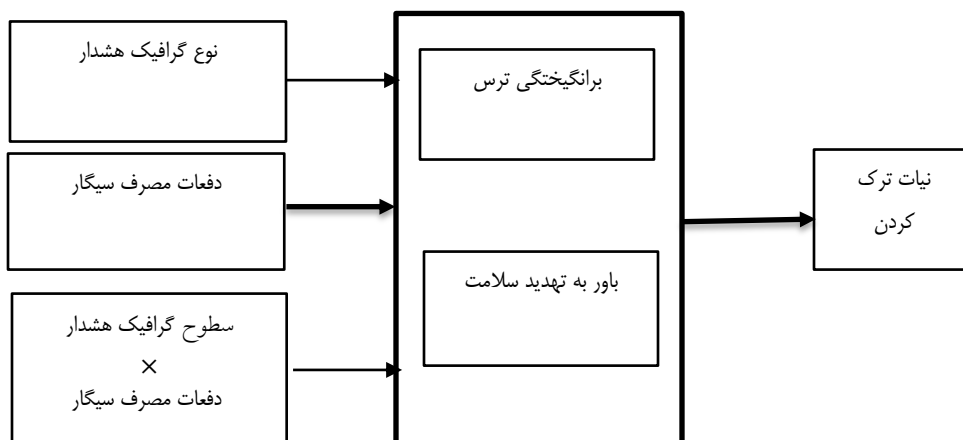 نوع گرافیک هشدار
دفعات مصرف سیگار
سطوح گرافیک هشدار
×
دفعات مصرف سیگار
برانگیختگی ترس
باور به تهدید سلامت
نیات ترک
کردن